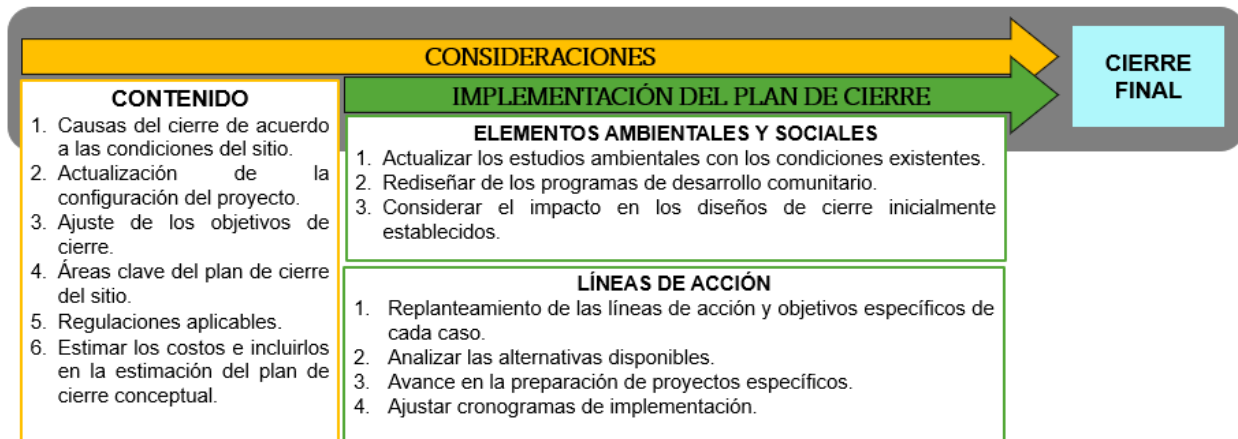 CONSIDERACIONES
CIERRE
FINAL
IMPLEMENTACIÓN DEL PLAN DE CIERRE
CONTENIDO
1. Causas del cierre de acuerdo
a las condiciones del sitio.
2. Actualización de la
configuración del proyecto.
3. Ajuste de los objetivos de
cierre.
4. Áreas clave del plan de cierre
del sitio.
5. Regulaciones aplicables.
6. Estimar los costos e incluirlos
en la estimación del plan de
cierre conceptual.
ELEMENTOS AMBIENTALES Y SOCIALES
1. Actualizar los estudios ambientales con los condiciones existentes.
2. Rediseñar de los programas de desarrollo comunitario.
3. Considerar el impacto en los diseños de cierre inicialmente
establecidos.
LÍNEAS DE ACCIÓN
1. Replanteamiento de las líneas de acción y objetivos específicos de
cada caso.
2. Analizar las alternativas disponibles.
3. Avance en la preparación de proyectos específicos.
4. Ajustar cronogramas de implementación.